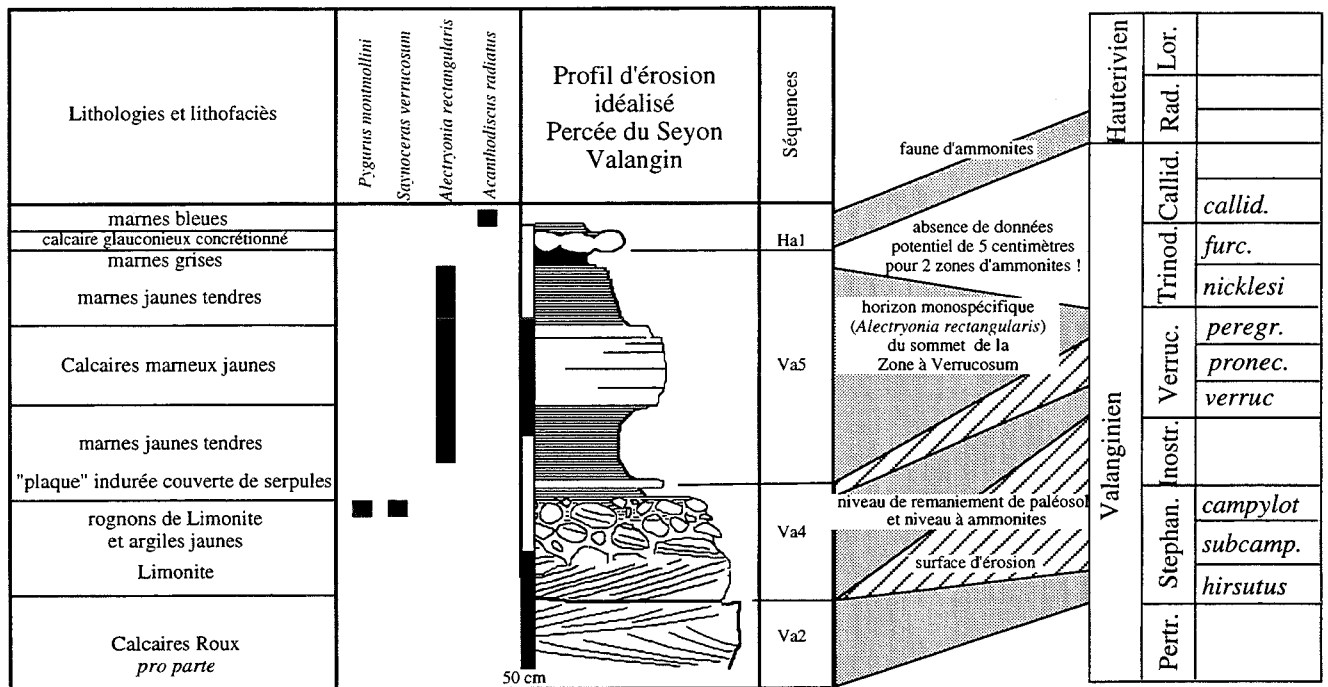 Lithologies et lithofaciès
Pygurus montmollini
Saynoceras verrucosum
Alectryonia rectangularis
Acanthodiscus radiatus
Profil d'érosion
idéalisé
Percée du Seyon
Valangin
Séquences
marnes bleues
calcaire glauconieux concrétionné
marnes grises
marnes jaunes tendres
Calcaires marneux jaunes
marnes jaunes tendres
"plaque" indurée couverte de serpules
rognons de Limonite
et argiles jaunes
Limonite
Calcaires Roux
pro parte
50 cm
Ha1
Va5
Va4
Va2
faune d'ammonites
absence de données
potentiel de 5 centimètres
pour 2 zones d'ammonites !
horizon monospécifique
(Alectryonia rectangularis)
du sommet de la
Zone à Verrucosum
niveau de remaniement de paléosol
et niveau à ammonites
surface d'érosion
Hauterivien
Valanginien
Lor.
Rad.
Callid.
Trinod.
Verruc.
Inostr.
Stephan.
Pertr.
callid.
furc.
nicklesi
peregr.
pronec.
verruc
campylot
subcamp.
hirsutus